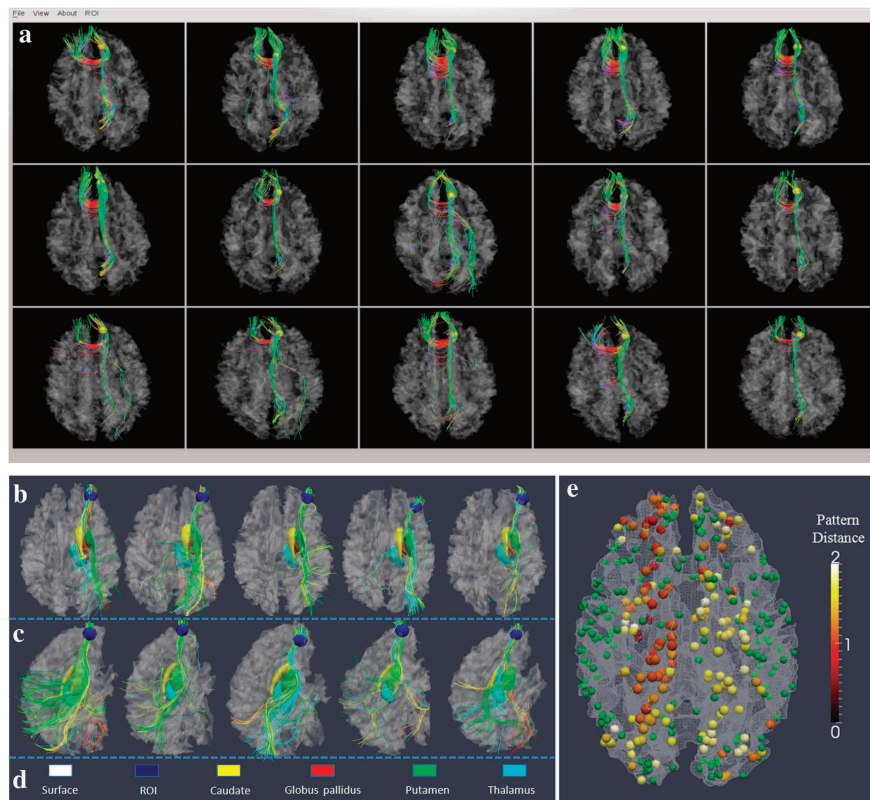 File View About ROI
a
b
c
d
Surface ROI Caudate Globus pallidus Putamen Thalamus
e
Pattern
Distance
2
1
0